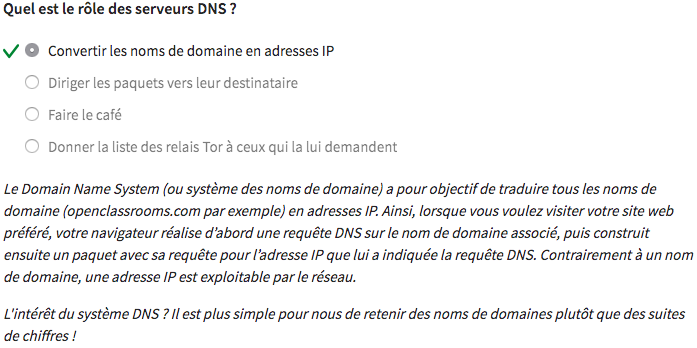 Quel est le rôle des serveurs DNS ?
Convertir les noms de domaine en adresses IP
Diriger les paquets vers leur destinataire
Faire le café
Donner la liste des relais Tor à ceux qui la lui demandent
Le Domain Name System (ou système des noms de domaine) a pour objectif de traduire tous les noms de
domaine (openclassrooms.com par exemple) en adresses IP. Ainsi, lorsque vous voulez visiter votre site web
préféré, votre navigateur réalise d'abord une requête DNS sur le nom de domaine associé, puis construit
ensuite un paquet avec sa requête pour l'adresse IP que lui a indiquée la requête DNS. Contrairement à un nom
de domaine, une adresse IP est exploitable par le réseau.
L'intérêt du système DNS ? Il est plus simple pour nous de retenir des noms de domaines plutôt que des suites
de chiffres !